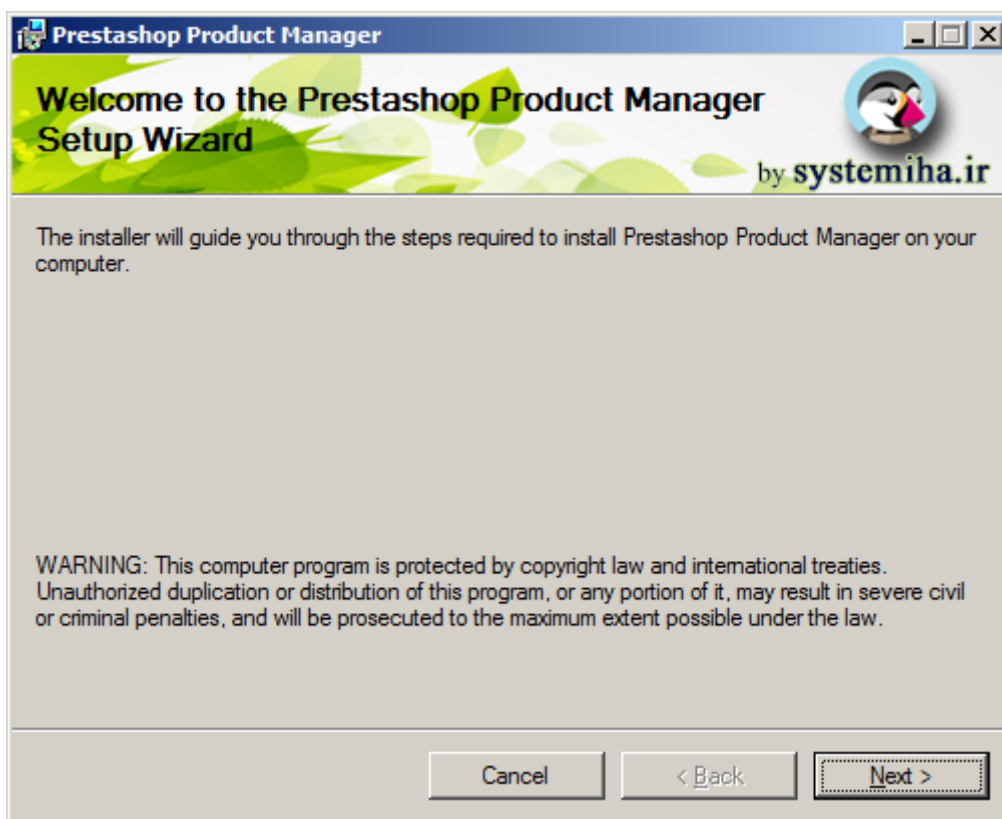 Prestashop Product Manager
Welcome to the Prestashop Product Manager
Setup Wizard
by systemiha.ir
The installer will guide you through the steps required to install Prestashop Product Manager on your
computer.
WARNING: This computer program is protected by copyright law and international treaties.
Unauthorized duplication or distribution of this program, or any portion of it, may result in severe civil
or criminal penalties, and will be prosecuted to the maximum extent possible under the law.
Cancel
< Back
Next >